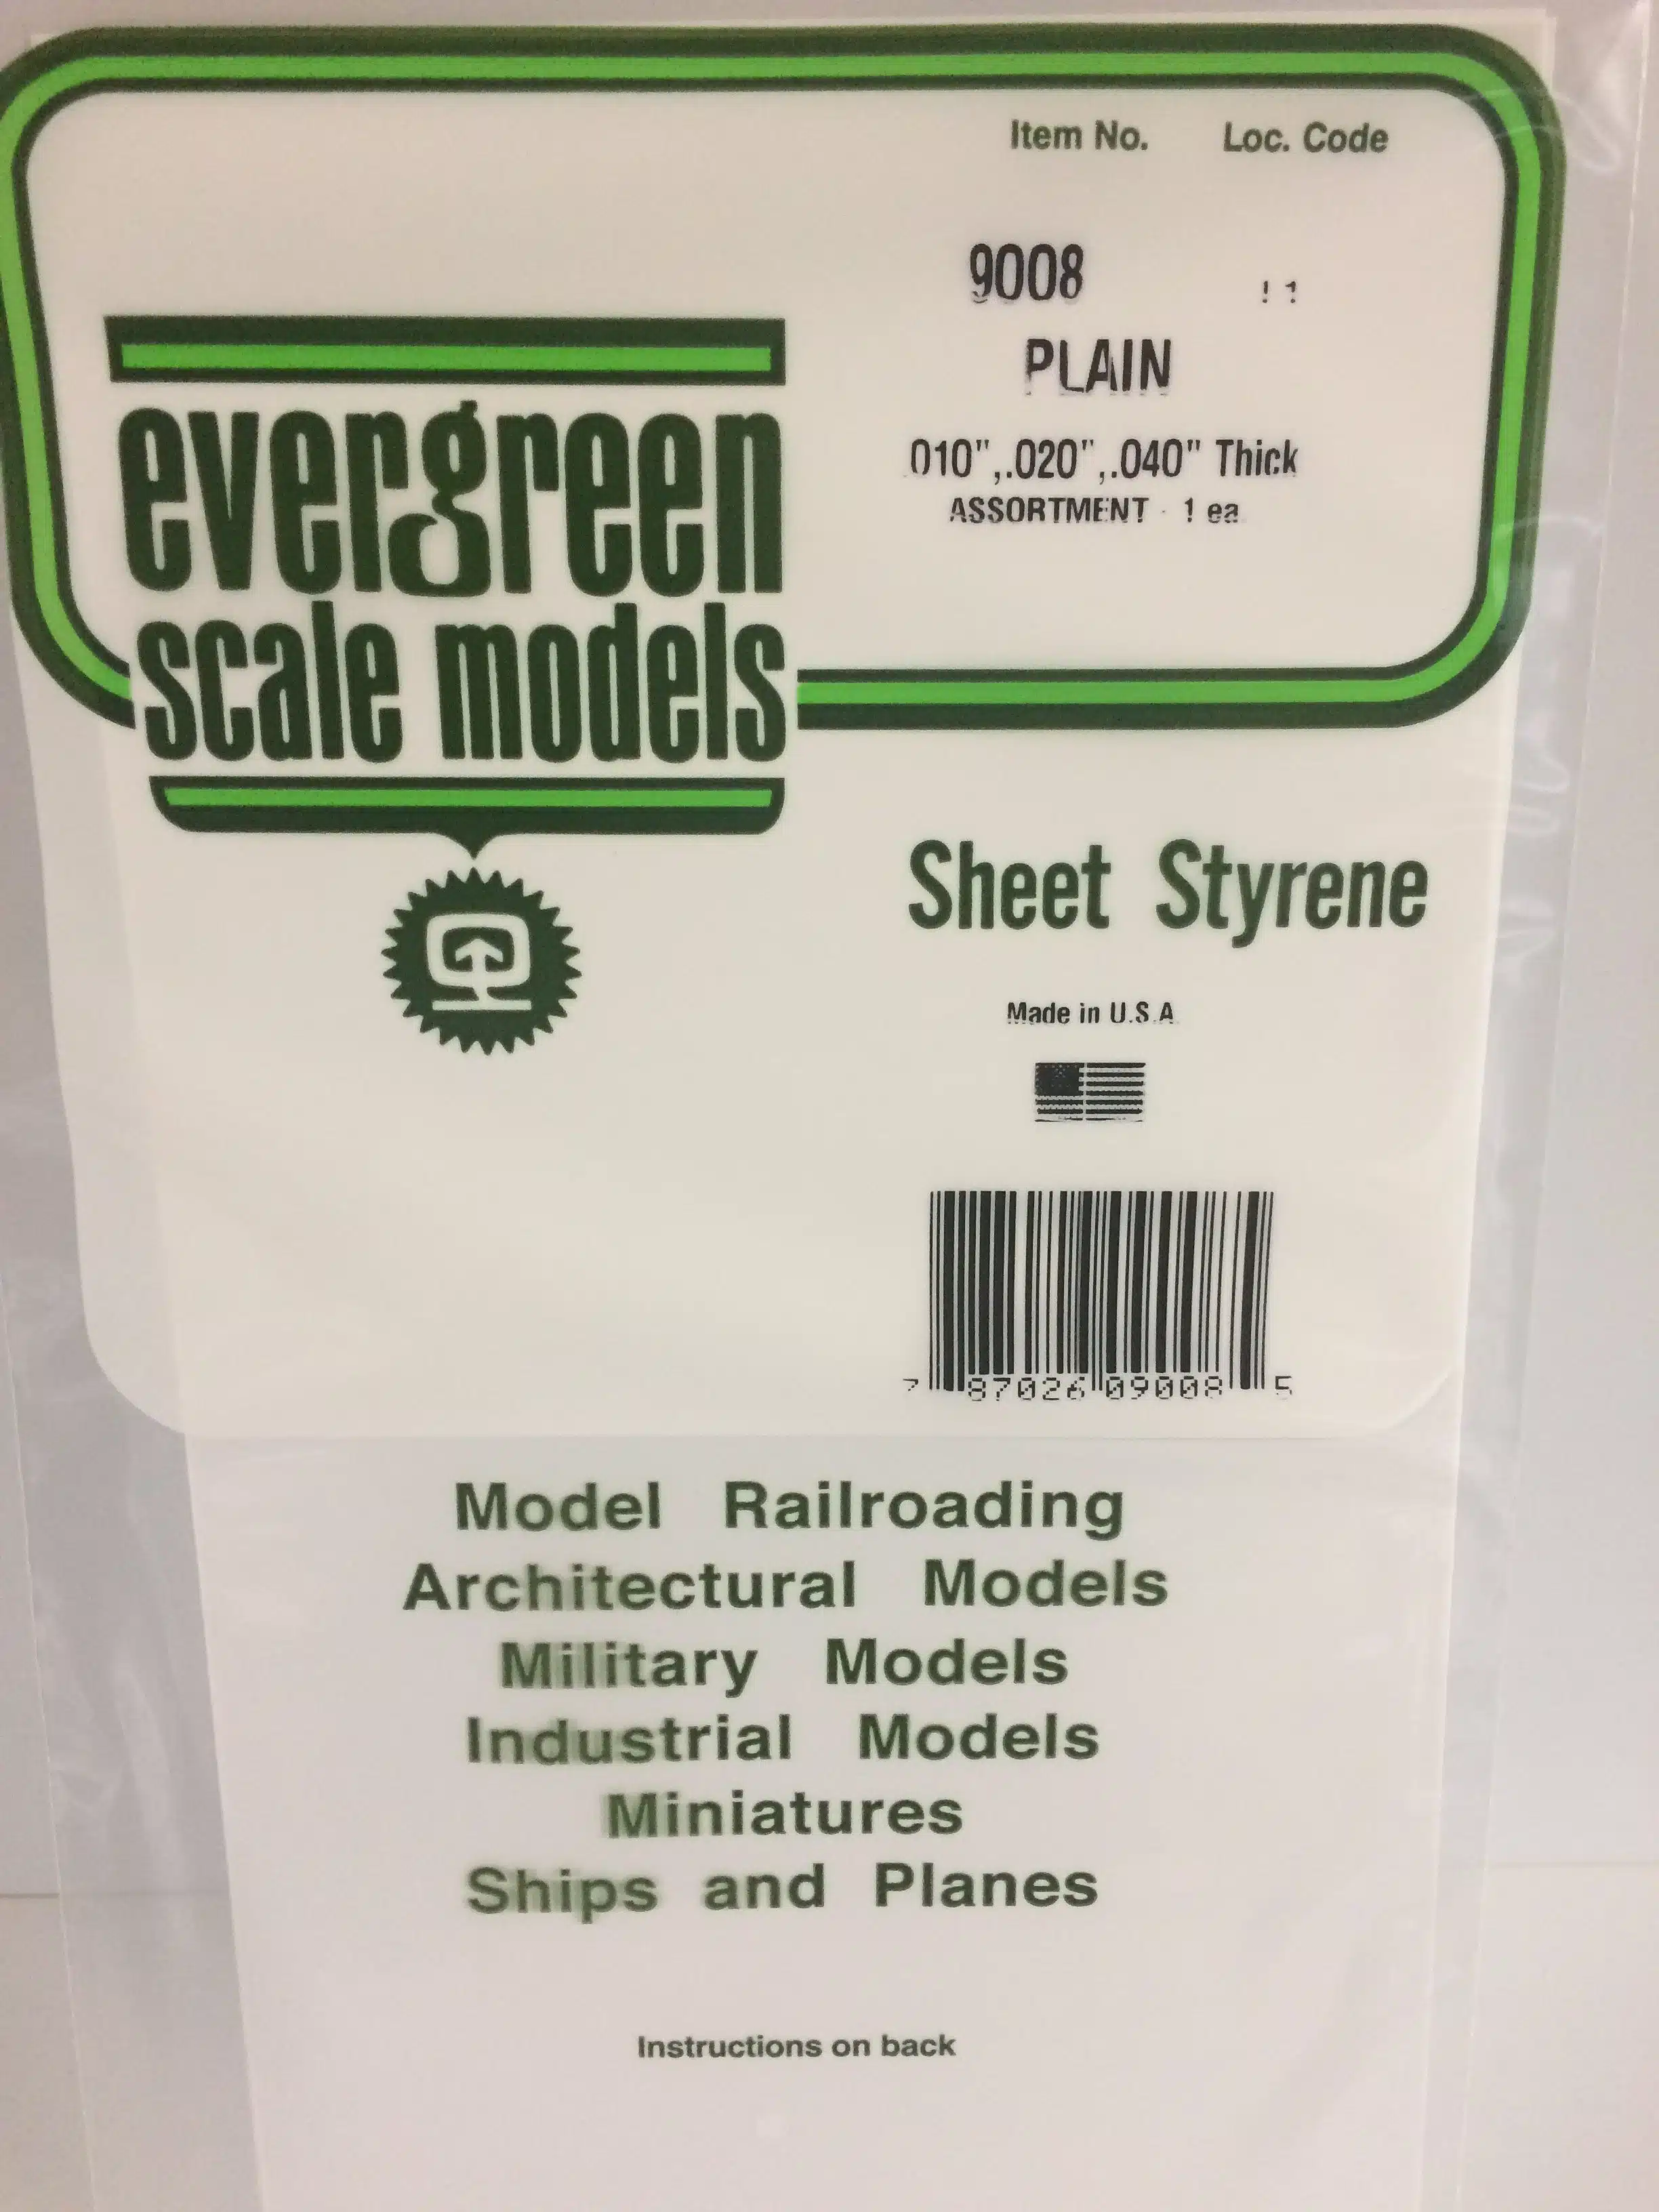 Item No. Loc. Code
9008 11
PLAIN
.010",.020",.040" Thick
ASSORTMENT - 1 ea
evergreen
scale models
Sheet Styrene
Made in U.S.A.
7 87026 09008 5
Model Railroading
Architectural Models
Military Models
Industrial Models
Miniatures
Ships and Planes
Instructions on back